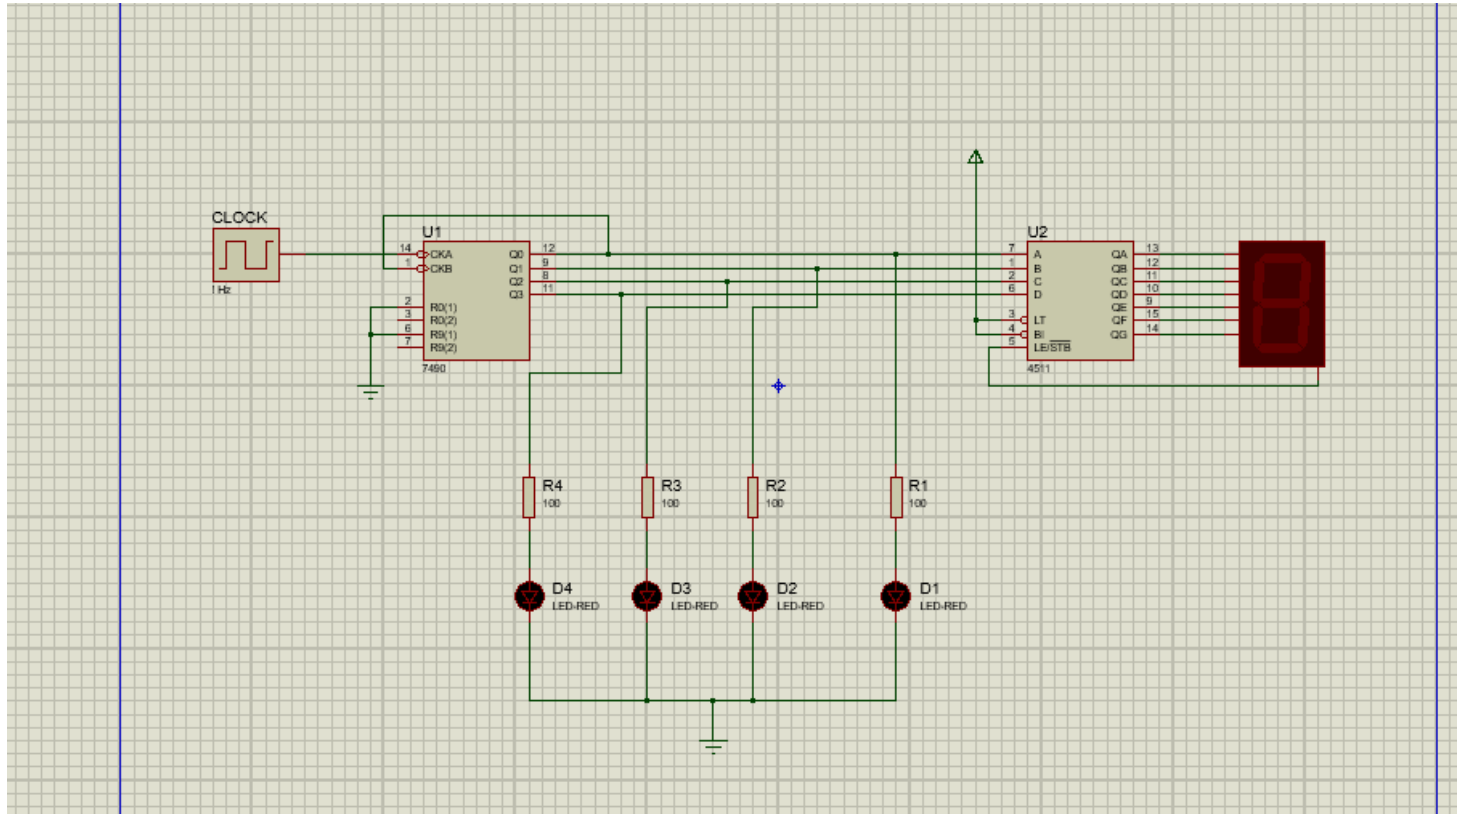 CLOCK
1 Hz
U1
14 CKA Q0 12
1 CKB Q1 9
Q2 8
Q3 11
2 R0(1)
3 R0(2)
6 R9(1)
7 R9(2)
7490
U2
7 A QA 13
1 B QB 12
2 C QC 11
6 D QD 10
QE 9
3 LT QF 15
4 BI QG 14
5 LE/STB
4511
R4
100
R3
100
R2
100
R1
100
D4
LED-RED
D3
LED-RED
D2
LED-RED
D1
LED-RED